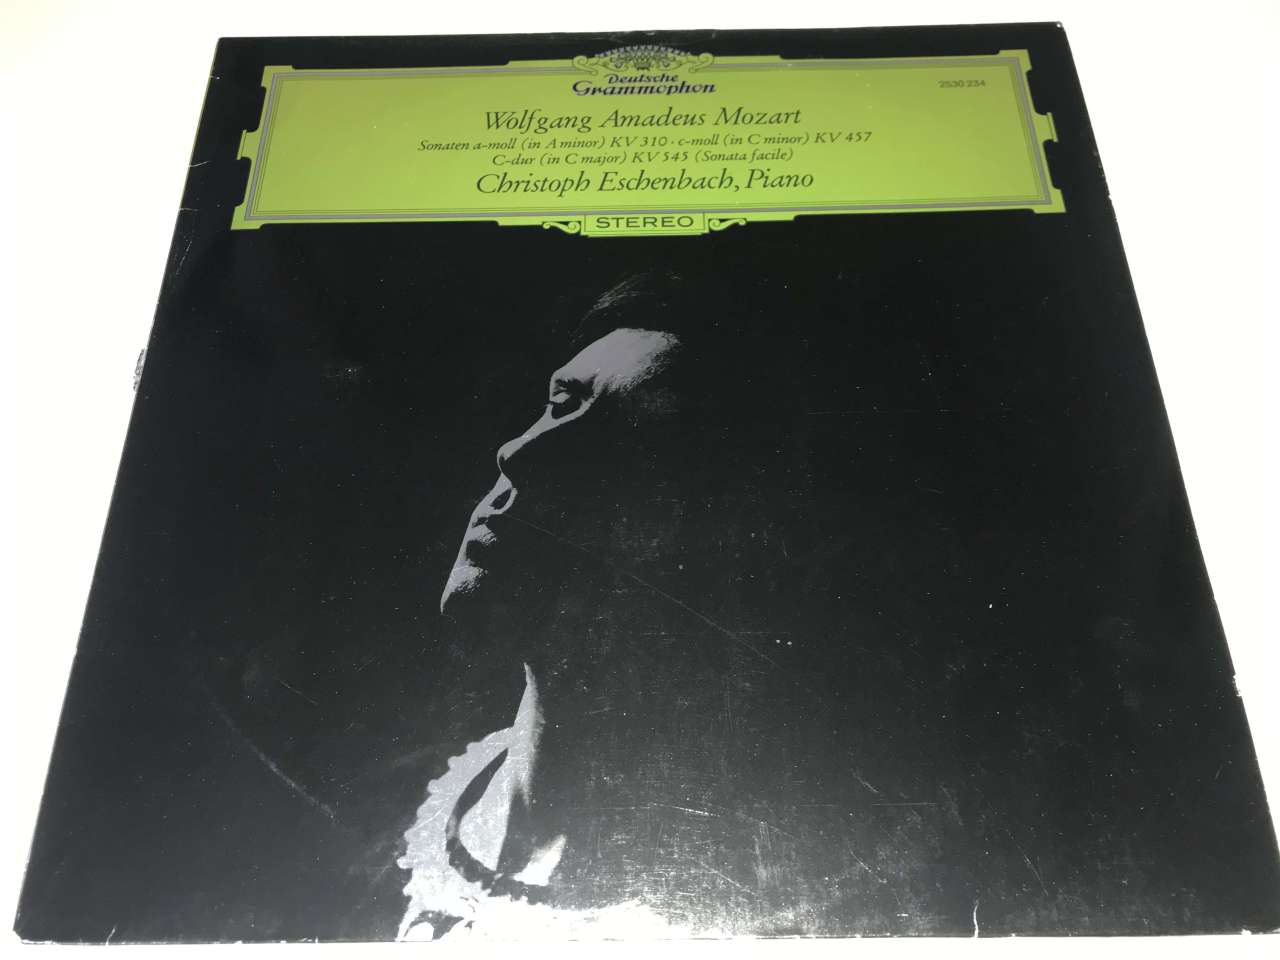 Deutsche
Grammophon
2530 234
Wolfgang Amadeus Mozart
Sonaten a-moll (in A minor) KV 310 · c-moll (in C minor) KV 457
C-dur (in C major) KV 545 (Sonata facile)
Christoph Eschenbach, Piano
STEREO